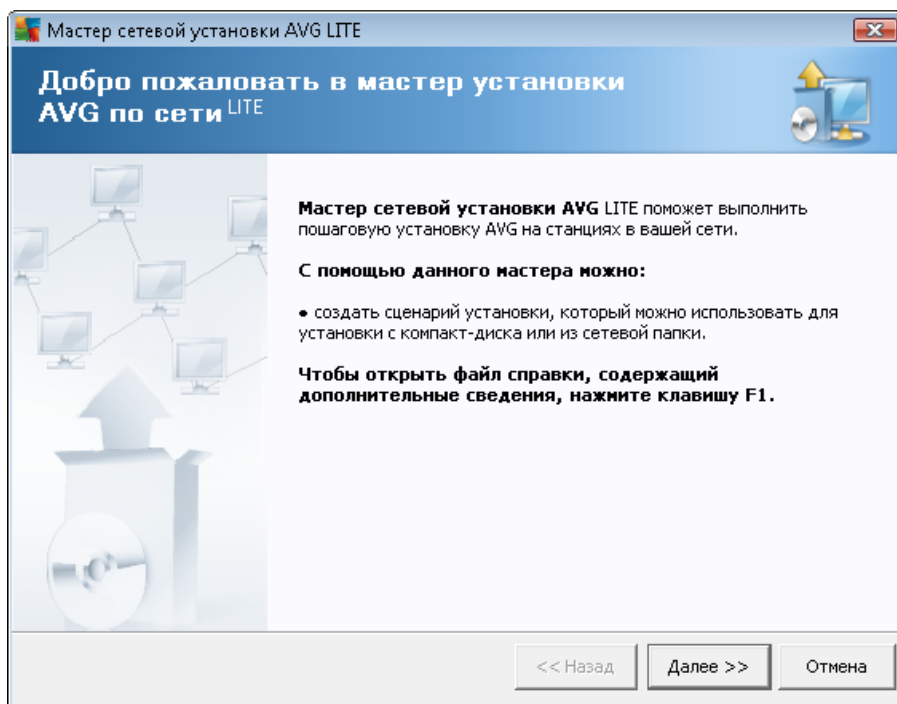 Мастер сетевой установки AVG LITE
Добро пожаловать в мастер установки
AVG по сети LITE
Мастер сетевой установки AVG LITE поможет выполнить
пошаговую установку AVG на станциях в вашей сети.
С помощью данного мастера можно:
• создать сценарий установки, который можно использовать для
установки с компакт-диска или из сетевой папки.
Чтобы открыть файл справки, содержащий
дополнительные сведения, нажмите клавишу F1.
<< Назад
Далее >>
Отмена